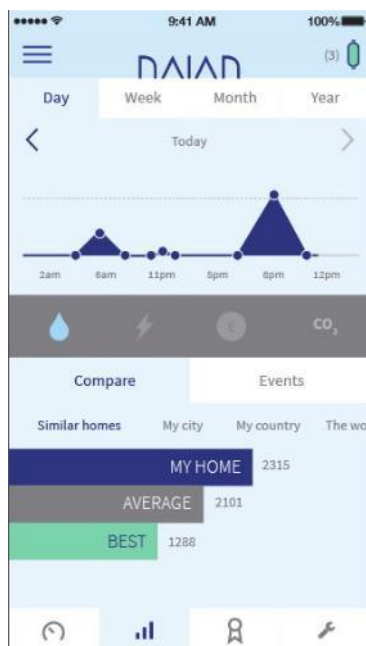 9:41 AM 100%
NAIAD (3)
Day Week Month Year
Today
2am 6am 11pm 5pm 8pm 12pm
£ CO₂
Compare Events
Similar homes My city My country The wo
MY HOME 2315
AVERAGE 2101
BEST 1288